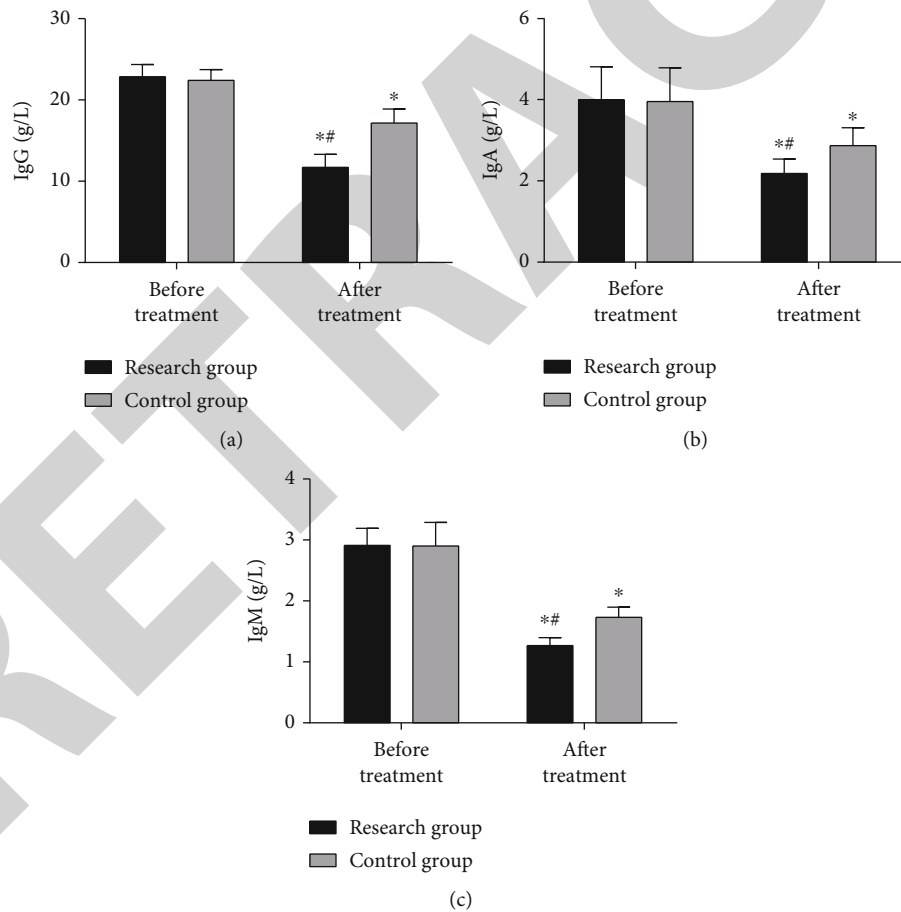 30
20
10
0
IgG (g/L)
*#
*
Before
treatment
After
treatment
Research group
Control group
(a)
6
4
2
0
IgA (g/L)
*#
*
Before
treatment
After
treatment
Research group
Control group
(b)
4
3
2
1
0
IgM (g/L)
*#
*
Before
treatment
After
treatment
Research group
Control group
(c)
RETRAC